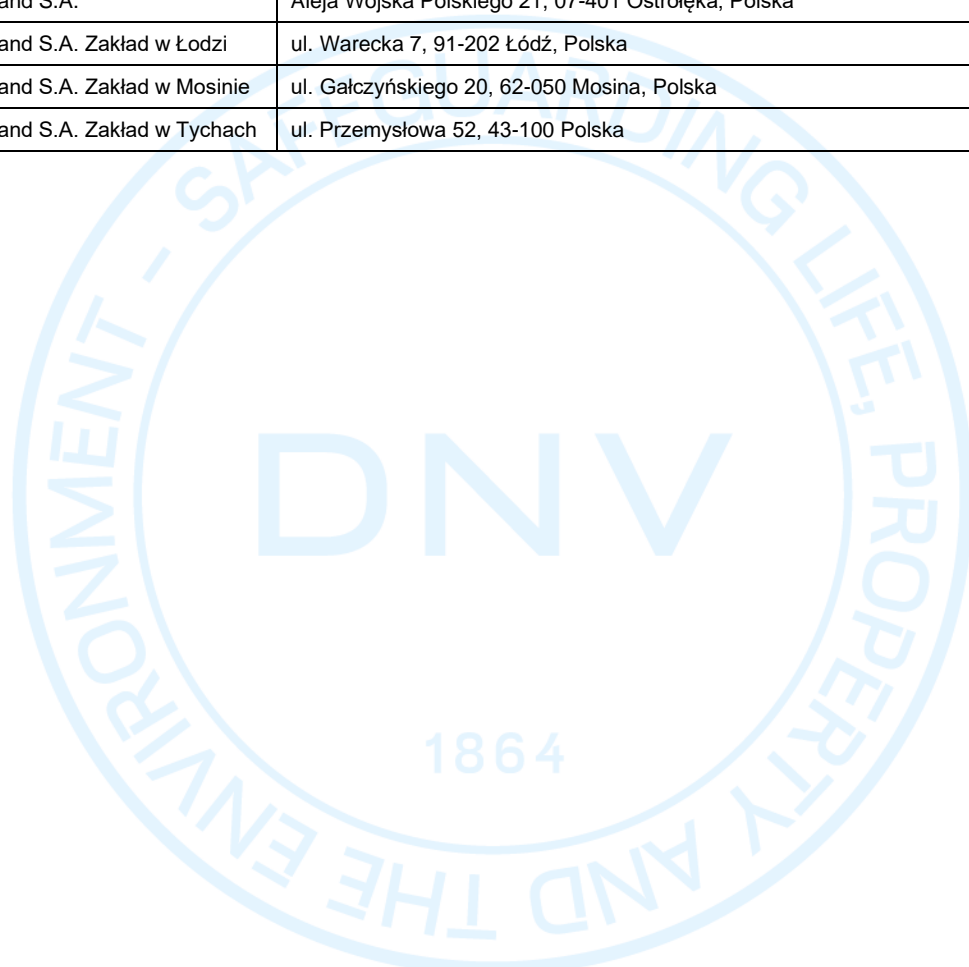 and S.A. Aleja Wojska Polskiego 21, 07-401 Ostrołęka, Polska
and S.A. Zakład w Łodzi ul. Warecka 7, 91-202 Łódź, Polska
and S.A. Zakład w Mosinie ul. Gałczyńskiego 20, 62-050 Mosina, Polska
and S.A. Zakład w Tychach ul. Przemysłowa 52, 43-100 Polska
SAFEGUARDING LIFE, PROPERTY AND THE ENVIRONMENT -
DNV
1864